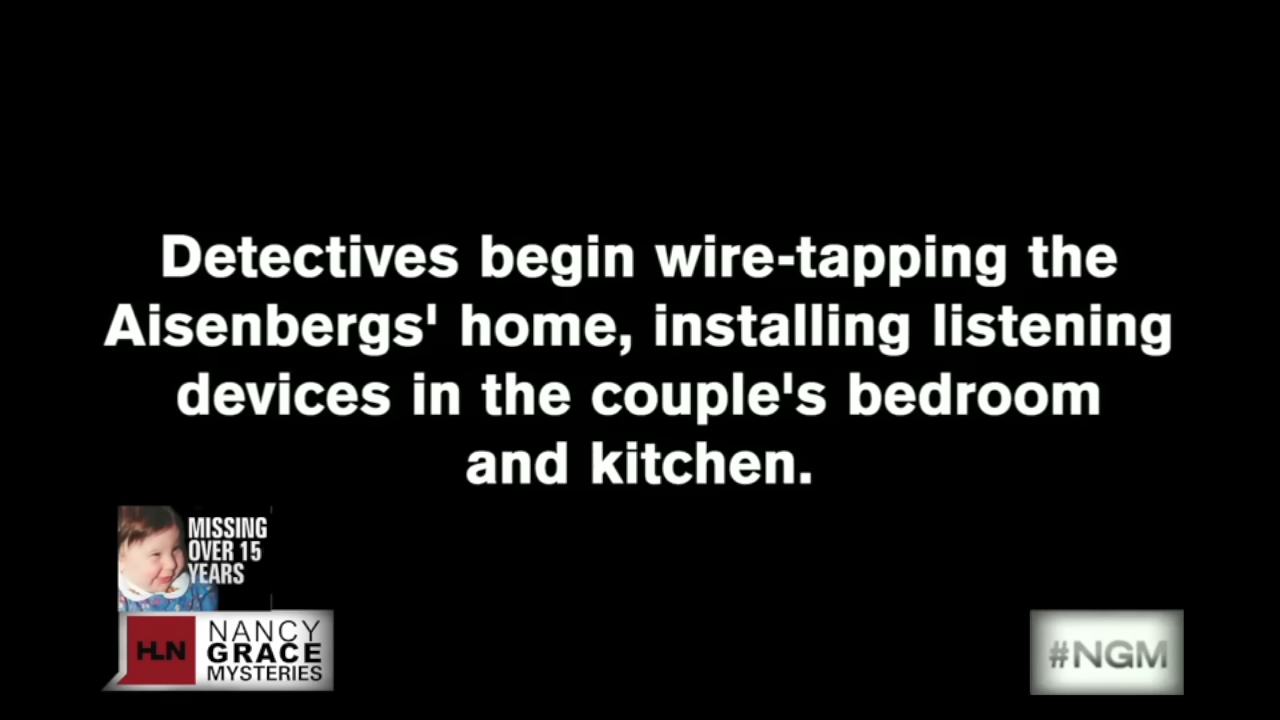 Detectives begin wire-tapping the
Aisenbergs' home, installing listening
devices in the couple's bedroom
and kitchen.
MISSING
OVER 15
YEARS
HLN
NANCY
GRACE
MYSTERIES
#NGM